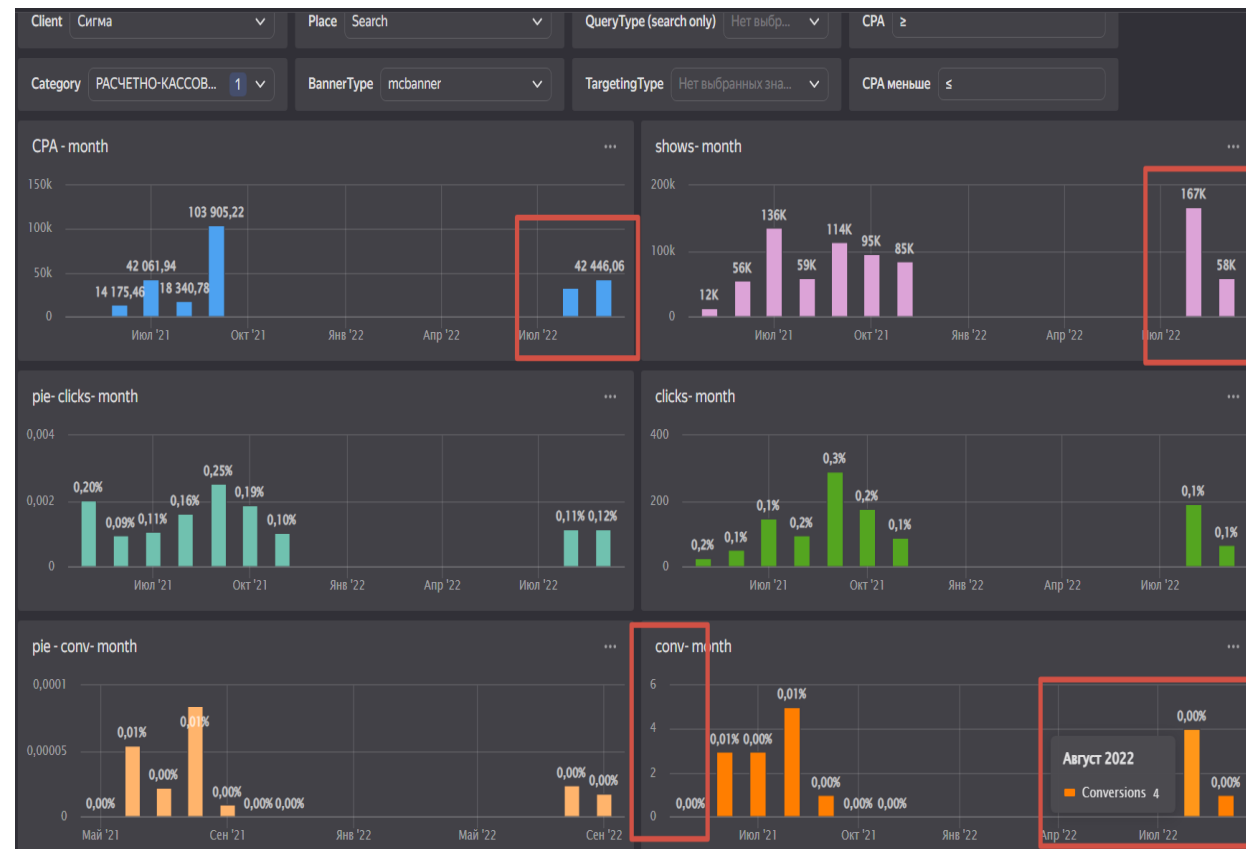 Client Сигма Place Search QueryType (search only) Нет выбр... CPA ≥
Category РАСЧЕТНО-КАССОВ... 1 BannerType mcbanner TargetingType Нет выбранных зна... CPA меньше ≤
CPA - month ...
150k
103 905,22
100k
42 061,94 42 446,06
50k
14 175,46 18 340,78
0
Июл '21 Окт '21 Янв '22 Апр '22 Июл '22
shows- month ...
200k
167K
136K
114K
100k 95K 85K
56K 59K 58K
12K
0
Июл '21 Окт '21 Янв '22 Апр '22 Июл '22
pie- clicks- month ...
0,004
0,25%
0,20% 0,19%
0,002 0,16%
0,09% 0,11% 0,10% 0,11% 0,12%
0
Июл '21 Окт '21 Янв '22 Апр '22 Июл '22
clicks- month ...
400
0,3%
0,2% 0,1%
200 0,1%
0,2% 0,1% 0,2% 0,1% 0,1%
0
Июл '21 Окт '21 Янв '22 Апр '22 Июл '22
pie - conv- month ...
0,0001
0,01% 0,01%
0,00005
0,00% 0,00% 0,00%
0,00% 0,00% 0,00% 0,00%
0
Май '21 Сен '21 Янв '22 Май '22 Сен '22
conv- month ...
6
0,01%
0,00%
4
0,01% 0,00%
Август 2022
2
0,00% 0,00%
Conversions 4
0,00% 0,00% 0,00%
0
Июл '21 Окт '21 Янв '22 Апр '22 Июл '22